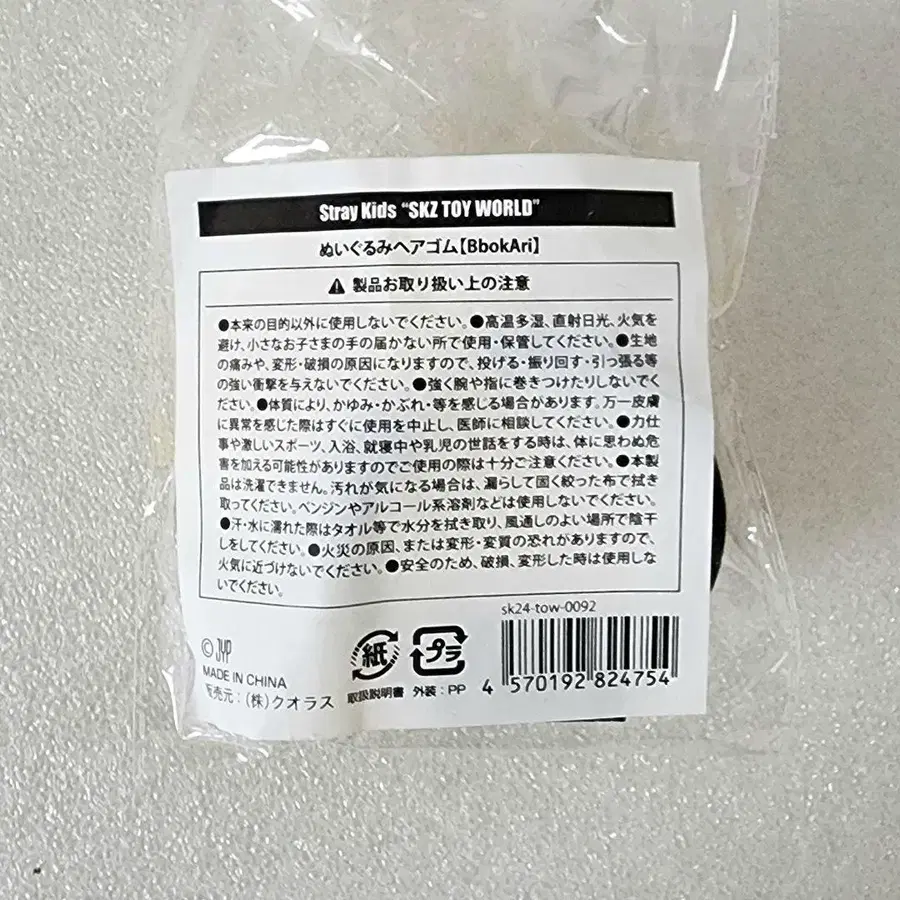 Stray Kids “SKZ TOY WORLD”
ぬいぐるみヘアゴム【BbokAri】
製品お取り扱い上の注意
●本来の目的以外に使用しないでください。●高温多湿、直射日光、火気を
避け、小さなお子さまの手の届かない所で使用・保管してください。●生地
の痛みや、変形・破損の原因になりますので、投げる・振り回す・引っ張る等
の強い衝撃を与えないでください。●強く腕や指に巻きつけたりしないでく
ださい。●体質により、かゆみ・かぶれ・等を感じる場合があります。万一皮膚
に異常を感じた際はすぐに使用を中止し、医師に相談してください。●力仕
事や激しいスポーツ、入浴、就寝中や乳児の世話をする時は、体に思わぬ危
害を加える可能性がありますのでご使用の際は十分ご注意ください。●本製
品は洗濯できません。汚れが気になる場合は、濡らして固く絞った布で拭き
取ってください。ベンジンやアルコール系溶剤などは使用しないでください。
●汗・水に濡れた際はタオル等で水分を拭き取り、風通しのよい場所で陰干
しをしてください。●火災の原因、または変形・変質の恐れがありますので、
火気に近づけないでください。●安全のため、破損、変形した時は使用しな
いでください。
sk24-tow-0092
© JYP
紙
プラ
MADE IN CHINA
取扱説明書 外装：PP
4 570192 824754
販売元：(株)クオラス